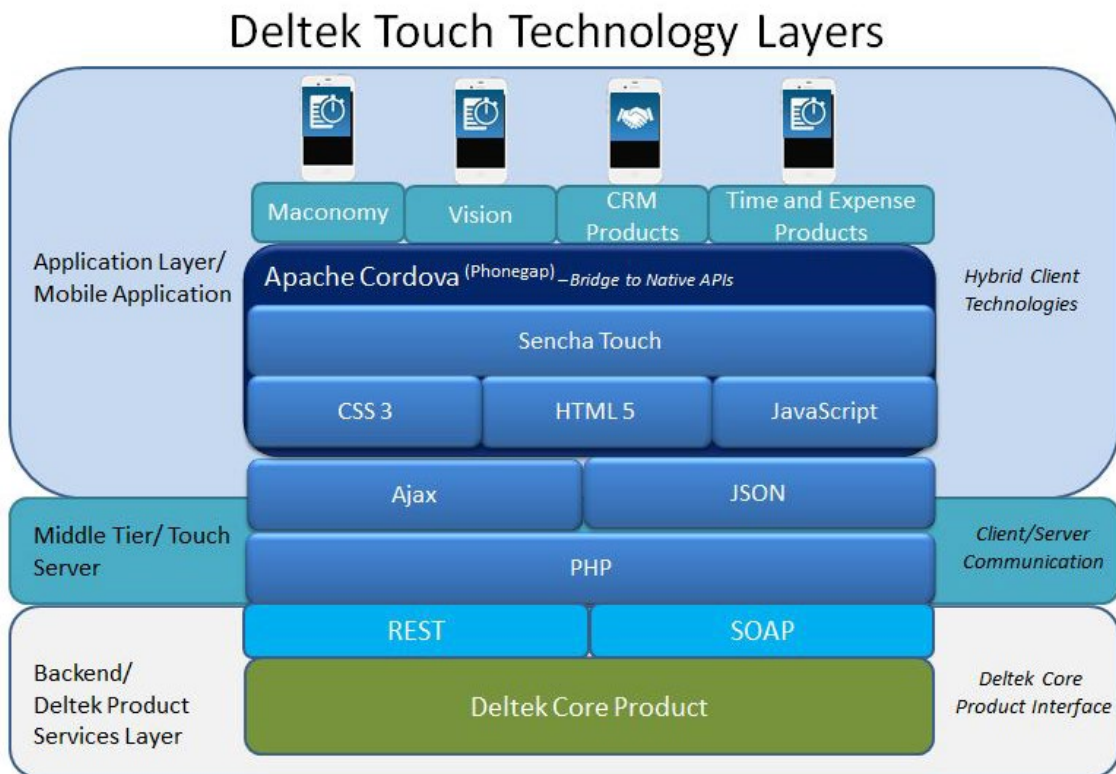 Deltek Touch Technology Layers
Maconomy
Vision
CRM
Products
Time and Expense
Products
Application Layer/
Mobile Application
Apache Cordova (Phonegap) – Bridge to Native APIs
Hybrid Client
Technologies
Sencha Touch
CSS 3
HTML 5
JavaScript
Ajax
JSON
Middle Tier/ Touch
Server
PHP
Client/Server
Communication
REST
SOAP
Backend/
Deltek Product
Services Layer
Deltek Core Product
Deltek Core
Product Interface